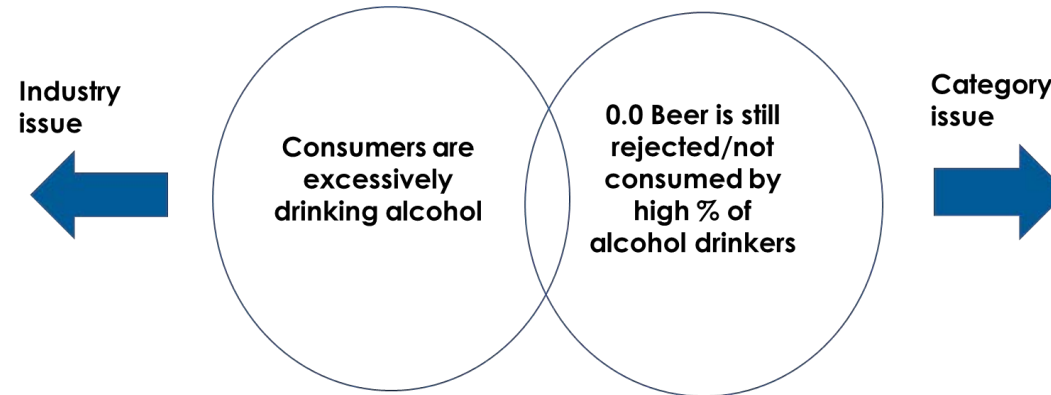 Industry
issue
Consumers are
excessively
drinking alcohol
0.0 Beer is still
rejected/not
consumed by
high % of
alcohol drinkers
Category
issue